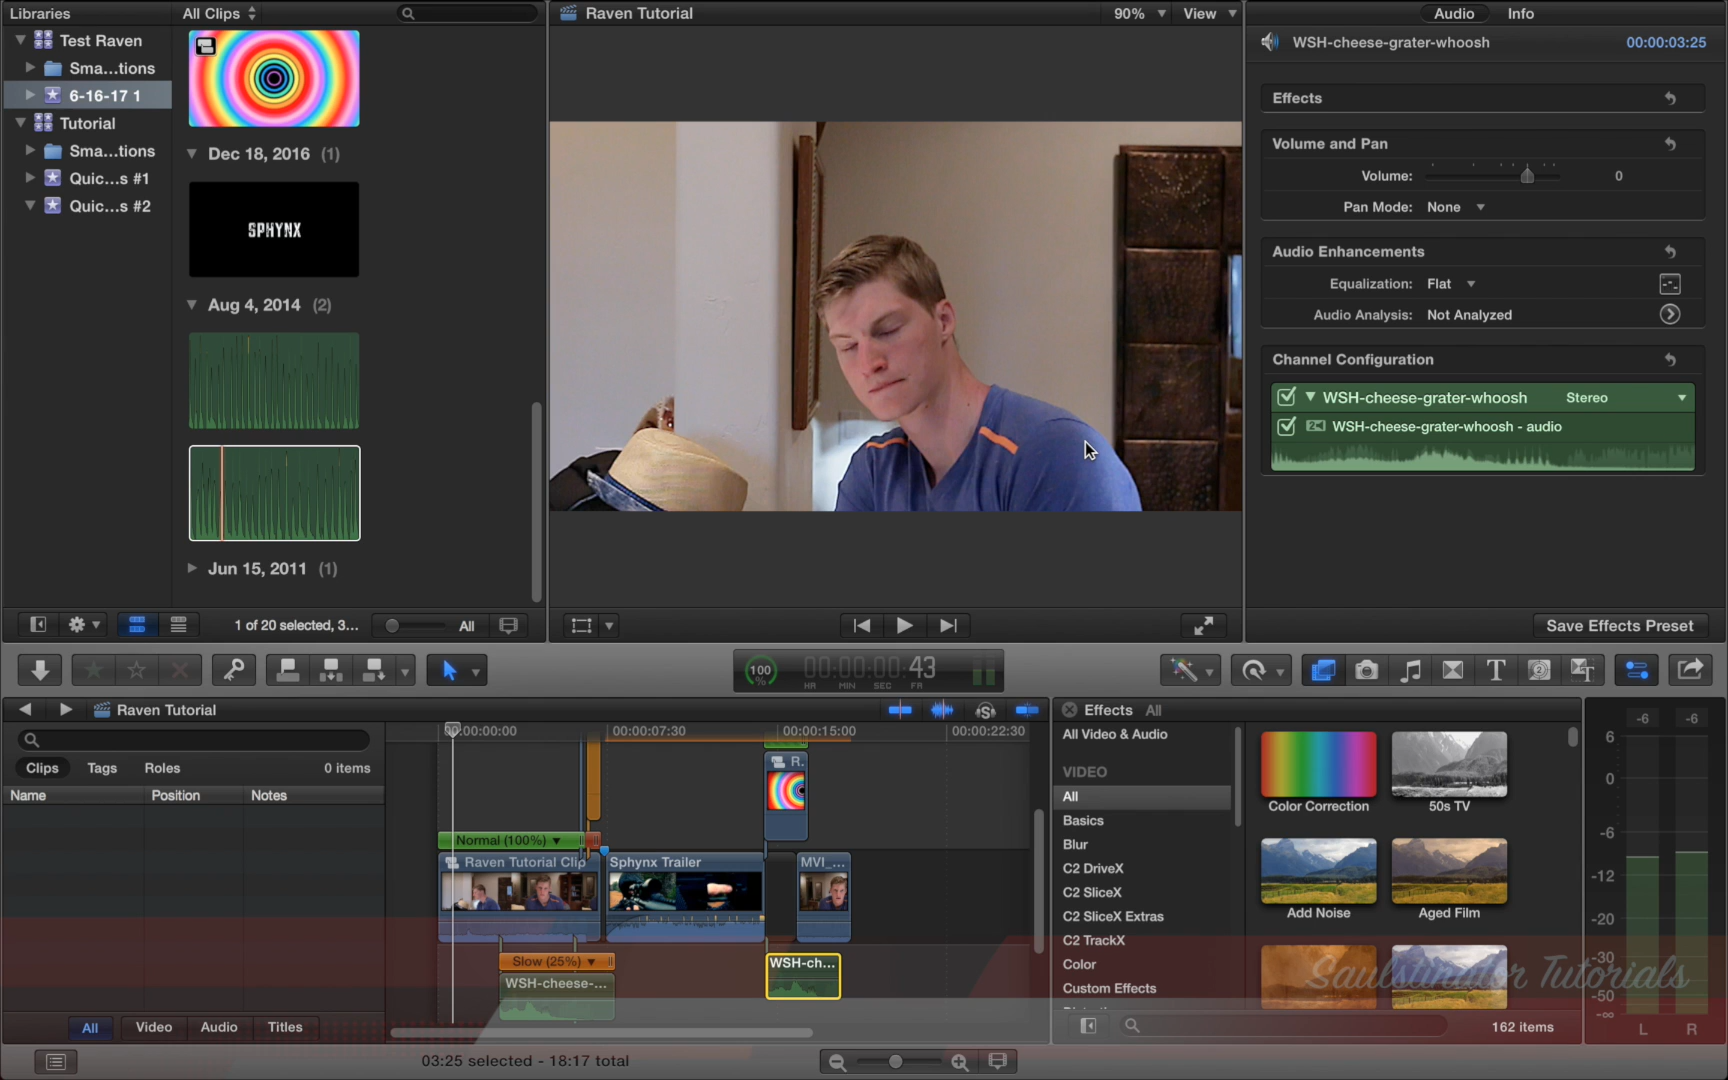 Libraries
All Clips
Raven Tutorial
90%
View
Audio
Info
Test Raven
Sma...tions
6-16-17 1
Tutorial
Sma...tions
Quic...s #1
Quic...s #2
Dec 18, 2016 (1)
SPHYNX
Aug 4, 2014 (2)
Jun 15, 2011 (1)
1 of 20 selected, 3...
All
WSH-cheese-grater-whoosh
00:00:03:25
Effects
Volume and Pan
Volume:
0
Pan Mode: None
Audio Enhancements
Equalization: Flat
Audio Analysis: Not Analyzed
Channel Configuration
WSH-cheese-grater-whoosh
Stereo
WSH-cheese-grater-whoosh - audio
Save Effects Preset
100
%
00:00:00:43
HR MIN SEC FR
Raven Tutorial
Clips
Tags
Roles
0 items
Name
Position
Notes
00:00:00:00
00:00:07:30
00:00:15:00
00:00:22:30
R.
Normal (100%)
Raven Tutorial Clip
Sphynx Trailer
MVI_...
Slow (25%)
WSH-cheese-...
WSH-ch...
All
Video
Audio
Titles
03:25 selected - 18:17 total
Effects
All
All Video & Audio
VIDEO
All
Basics
Blur
C2 DriveX
C2 SliceX
C2 SliceX Extras
C2 TrackX
Color
Custom Effects
Color Correction
50s TV
Add Noise
Aged Film
162 items
-6 -6
6
0
-6
-12
-20
-30
-50
-∞
L R
Saulstinator Tutorials